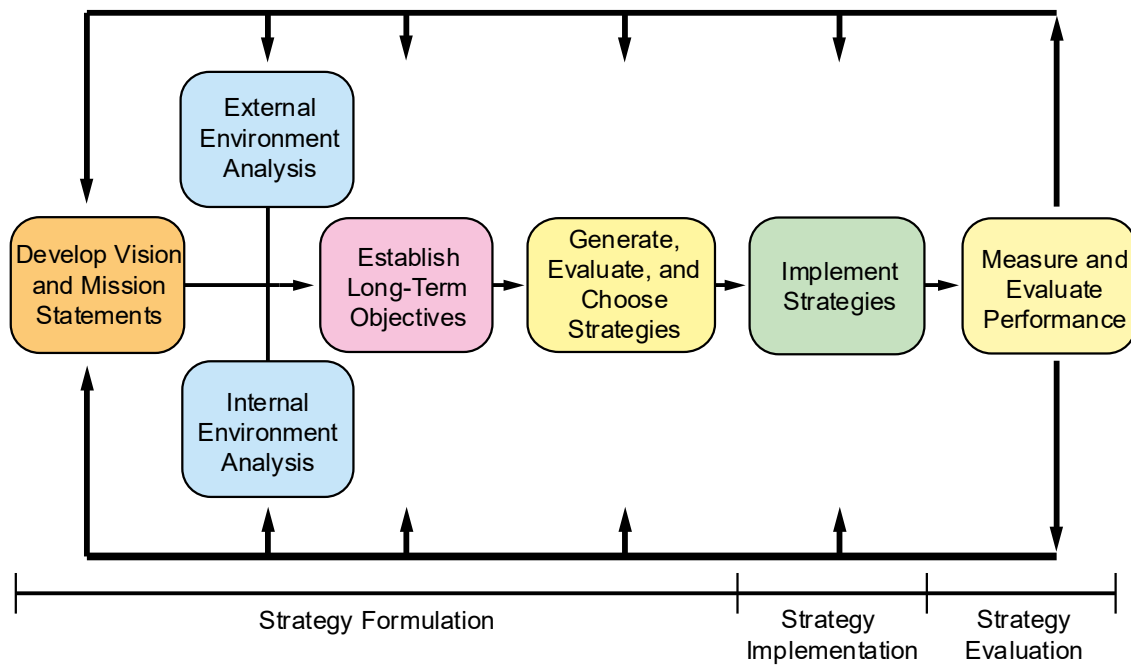 External
Environment
Analysis
Develop Vision
and Mission
Statements
Establish
Long-Term
Objectives
Generate,
Evaluate, and
Choose
Strategies
Implement
Strategies
Measure and
Evaluate
Performance
Internal
Environment
Analysis
Strategy Formulation
Strategy
Implementation
Strategy
Evaluation